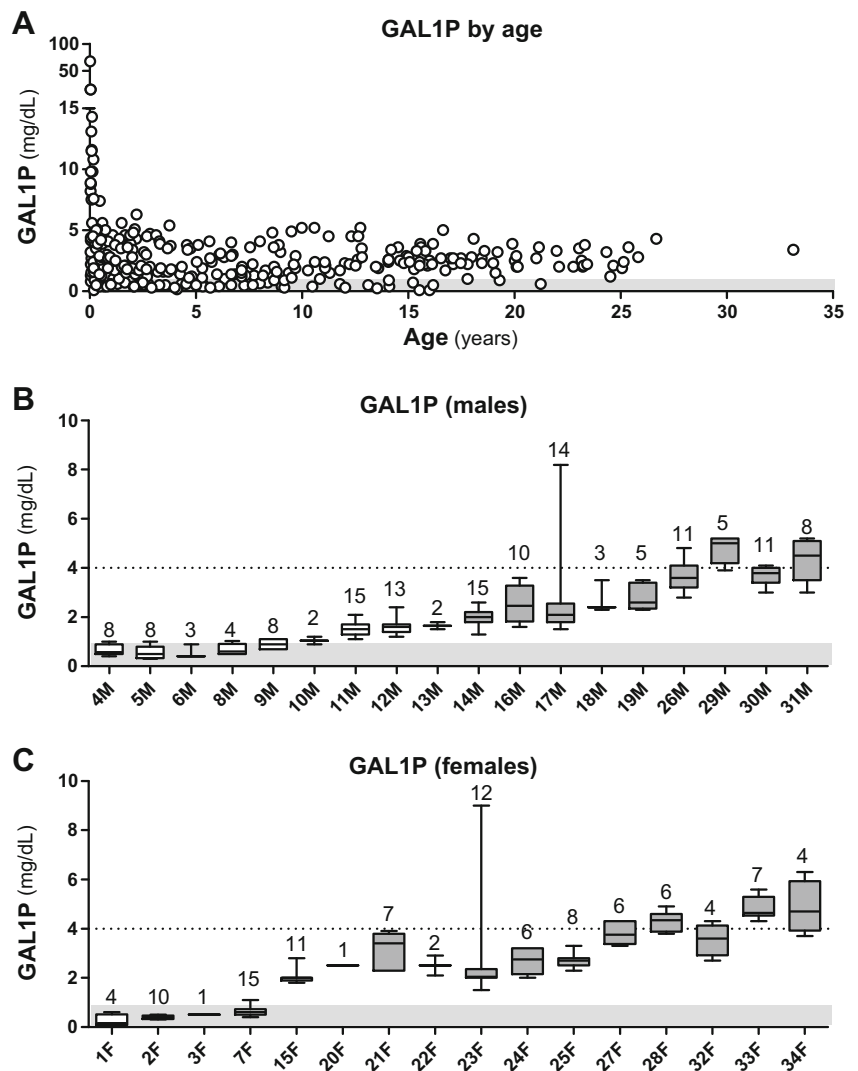 A
GAL1P by age
GAL1P (mg/dL)
100
50
15
10
5
0
0 5 10 15 20 25 30 35
Age (years)
B
GAL1P (males)
GAL1P (mg/dL)
10
8
6
4
2
0
8 8 3 4 8 2 15 13 2 15 10 14 3 5 11 5 11 8
4M 5M 6M 8M 9M 10M 11M 12M 13M 14M 16M 17M 18M 19M 26M 29M 30M 31M
C
GAL1P (females)
GAL1P (mg/dL)
10
8
6
4
2
0
4 10 1 15 11 1 7 2 12 6 8 6 6 4 7 4
1F 2F 3F 7F 15F 20F 21F 22F 23F 24F 25F 27F 28F 32F 33F 34F